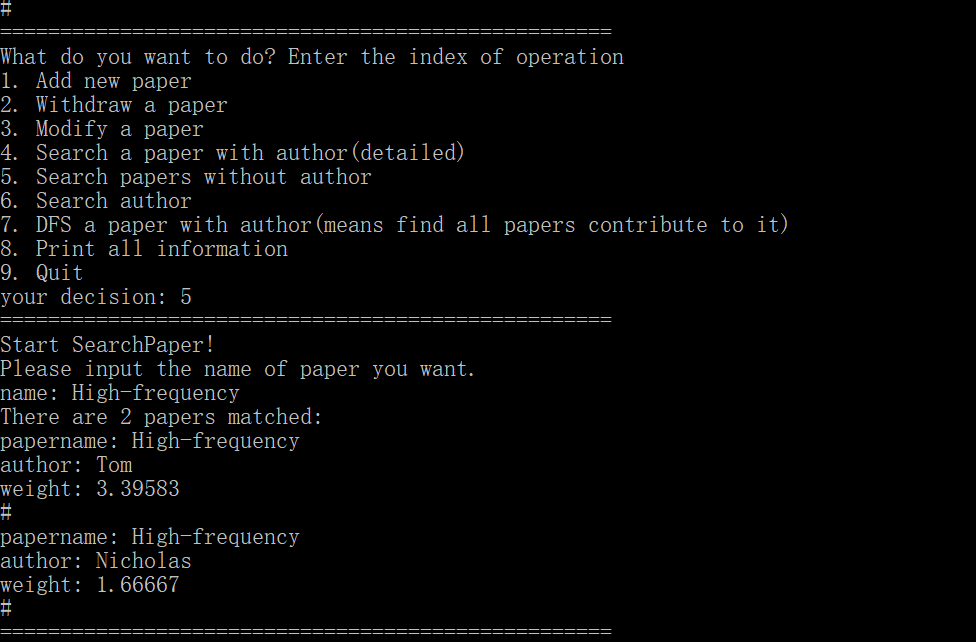 #
===================================================
What do you want to do? Enter the index of operation
1. Add new paper
2. Withdraw a paper
3. Modify a paper
4. Search a paper with author(detailed)
5. Search papers without author
6. Search author
7. DFS a paper with author(means find all papers contribute to it)
8. Print all information
9. Quit
your decision: 5
===================================================
Start SearchPaper!
Please input the name of paper you want.
name: High-frequency
There are 2 papers matched:
papername: High-frequency
author: Tom
weight: 3.39583
#
papername: High-frequency
author: Nicholas
weight: 1.66667
#
===================================================